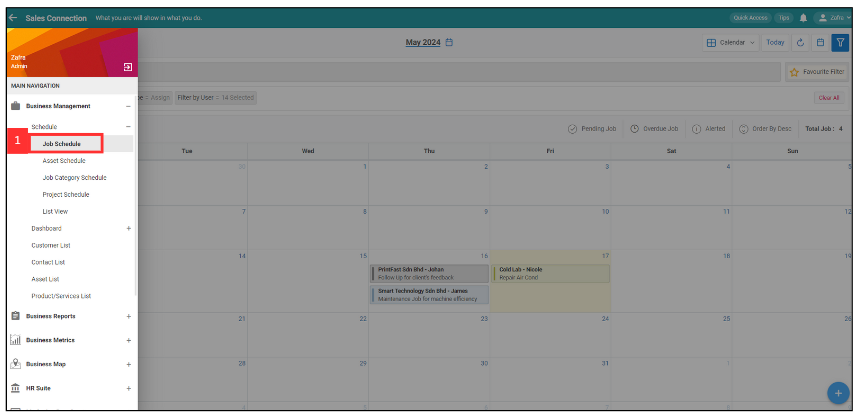 Sales Connection What you are will show in what you do.
Quick Access Tips Zafra
Zafra
Admin
May 2024
Calendar Today
MAIN NAVIGATION
Favourite Filter
Business Management
= Assign Filter by User = 14 Selected
Clear All
Schedule
1
Job Schedule
Asset Schedule
Job Category Schedule
Project Schedule
List View
Dashboard
Customer List
Contact List
Asset List
Product/Services List
Business Reports
Business Metrics
Business Map
HR Suite
Pending Job Overdue Job Alerted Order By Desc Total Job : 4
Tue Wed Thu Fri Sat Sun
30 1 2 3 4 5
7 8 9 10 11 12
14 15 16 17 18 19
PrintFast Sdn Bhd - Johan
Follow Up for client's feedback
Cold Lab - Nicole
Repair Air Cond
Smart Technology Sdn Bhd - James
Maintenance Job for machine efficiency
21 22 23 24 25 26
28 29 30 31